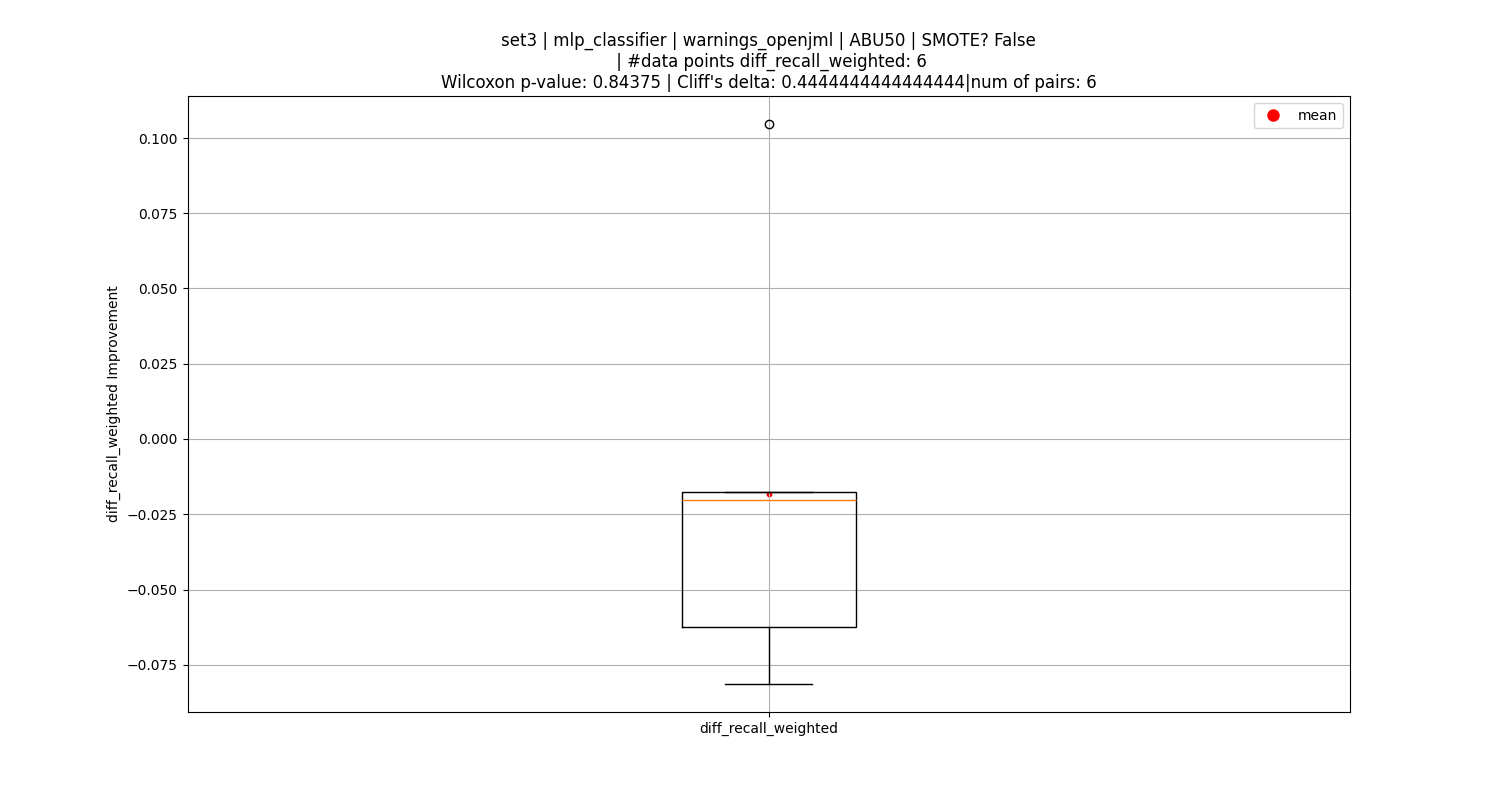 set3 | mlp_classifier | warnings_openjml | ABU50 | SMOTE? False
| #data points diff_recall_weighted: 6
Wilcoxon p-value: 0.84375 | Cliff's delta: 0.4444444444444444|num of pairs: 6
mean
0.100
0.075
0.050
0.025
0.000
−0.025
−0.050
−0.075
diff_recall_weighted Improvement
diff_recall_weighted